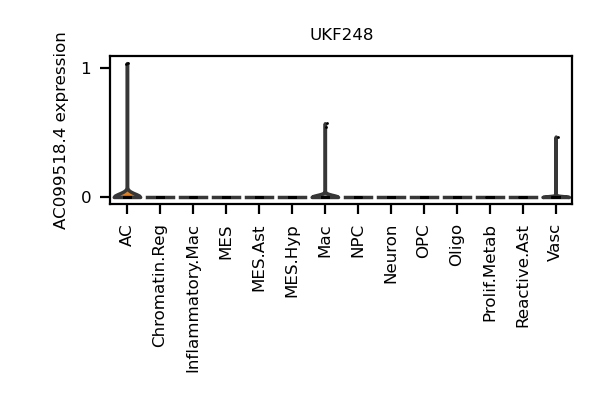 UKF248
AC099518.4 expression
1
0
AC
Chromatin.Reg
Inflammatory.Mac
MES
MES.Ast
MES.Hyp
Mac
NPC
Neuron
OPC
Oligo
Prolif.Metab
Reactive.Ast
Vasc